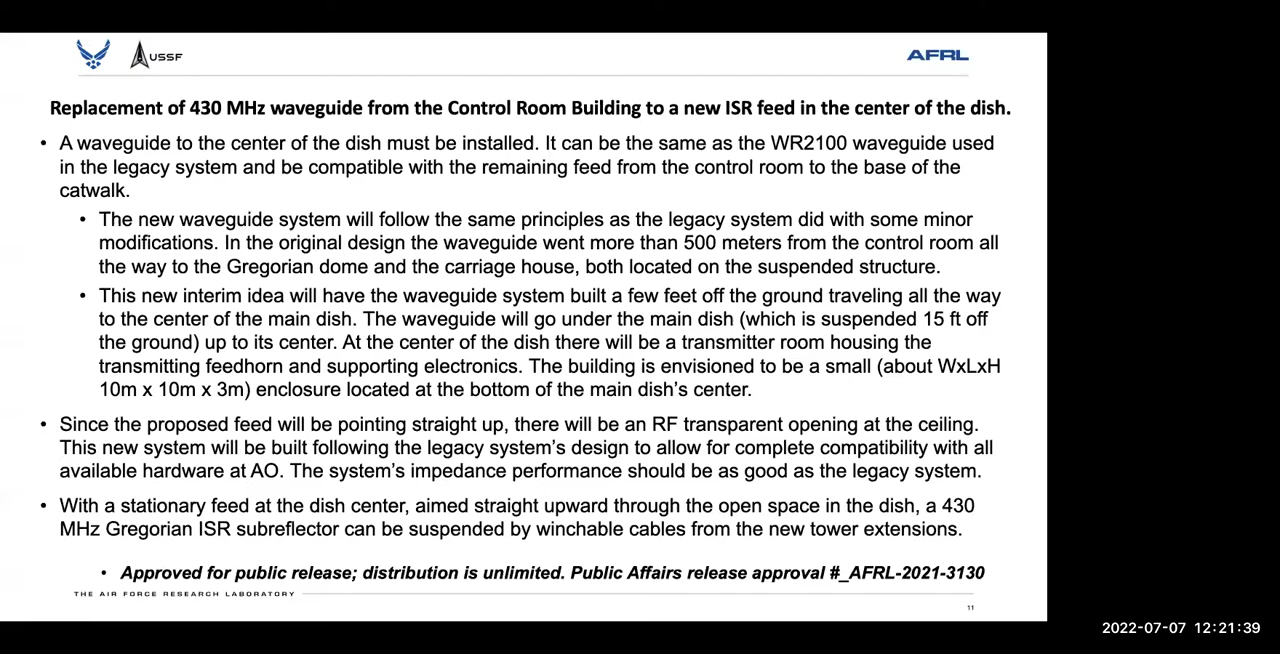 USSF
AFRL
Replacement of 430 MHz waveguide from the Control Room Building to a new ISR feed in the center of the dish.
• A waveguide to the center of the dish must be installed. It can be the same as the WR2100 waveguide used
in the legacy system and be compatible with the remaining feed from the control room to the base of the
catwalk.
• The new waveguide system will follow the same principles as the legacy system did with some minor
modifications. In the original design the waveguide went more than 500 meters from the control room all
the way to the Gregorian dome and the carriage house, both located on the suspended structure.
• This new interim idea will have the waveguide system built a few feet off the ground traveling all the way
to the center of the main dish. The waveguide will go under the main dish (which is suspended 15 ft off
the ground) up to its center. At the center of the dish there will be a transmitter room housing the
transmitting feedhorn and supporting electronics. The building is envisioned to be a small (about WxLxH
10m x 10m x 3m) enclosure located at the bottom of the main dish's center.
• Since the proposed feed will be pointing straight up, there will be an RF transparent opening at the ceiling.
This new system will be built following the legacy system's design to allow for complete compatibility with all
available hardware at AO. The system's impedance performance should be as good as the legacy system.
• With a stationary feed at the dish center, aimed straight upward through the open space in the dish, a 430
MHz Gregorian ISR subreflector can be suspended by winchable cables from the new tower extensions.
• Approved for public release; distribution is unlimited. Public Affairs release approval #_AFRL-2021-3130
THE AIR FORCE RESEARCH LABORATORY
11
2022-07-07 12:21:39